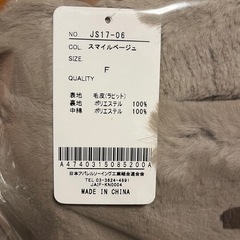 NO. JS17-06
COL. スマイルベージュ
SIZE
F
QUALITY
表地 毛皮(ラビット)
裏地 ポリエステル 100%
中綿 ポリエステル 100%
A4740315085200A
日本アパレルソーイング工業組合連合会
TEL 03-3624-4891
JAIF-KN0004
MADE IN CHINA